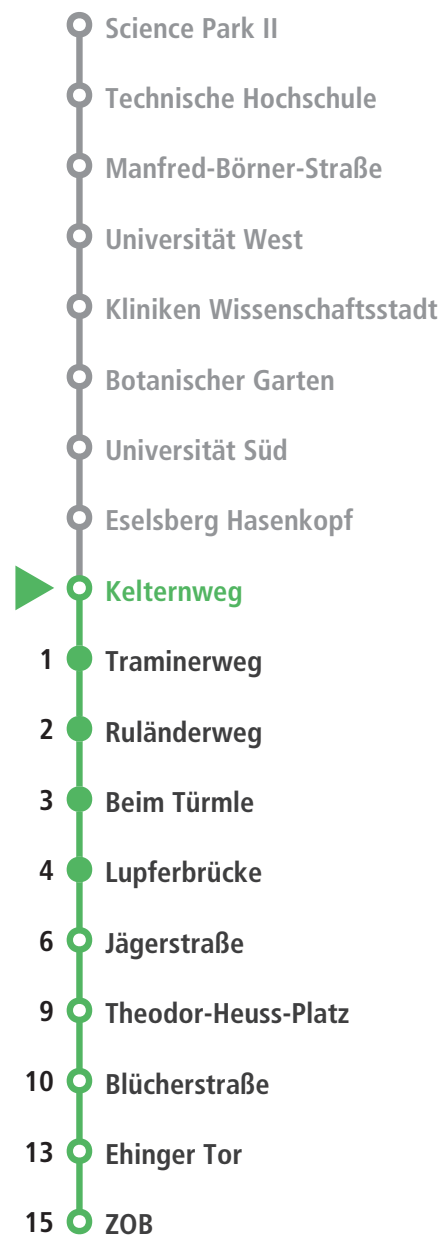 Science Park II
Technische Hochschule
Manfred-Börner-Straße
Universität West
Kliniken Wissenschaftsstadt
Botanischer Garten
Universität Süd
Eselsberg Hasenkopf
Kelternweg
1 Traminerweg
2 Ruländerweg
3 Beim Türmle
4 Lupferbrücke
6 Jägerstraße
9 Theodor-Heuss-Platz
10 Blücherstraße
13 Ehinger Tor
15 ZOB